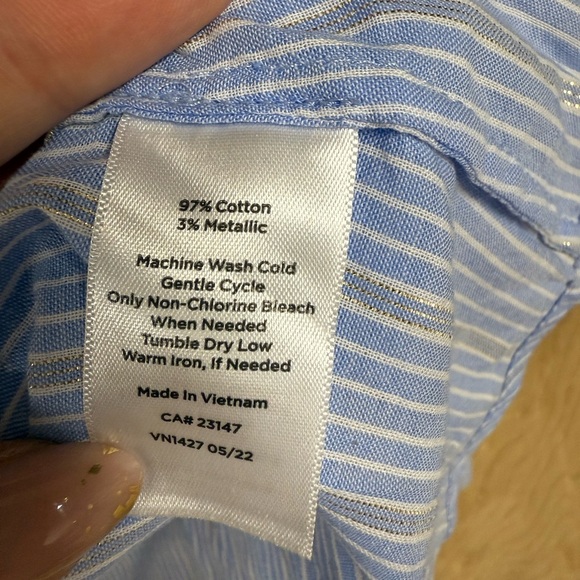 97% Cotton
3% Metallic
Machine Wash Cold
Gentle Cycle
Only Non-Chlorine Bleach
When Needed
Tumble Dry Low
Warm Iron, If Needed
Made In Vietnam
CA# 23147
VN1427 05/22